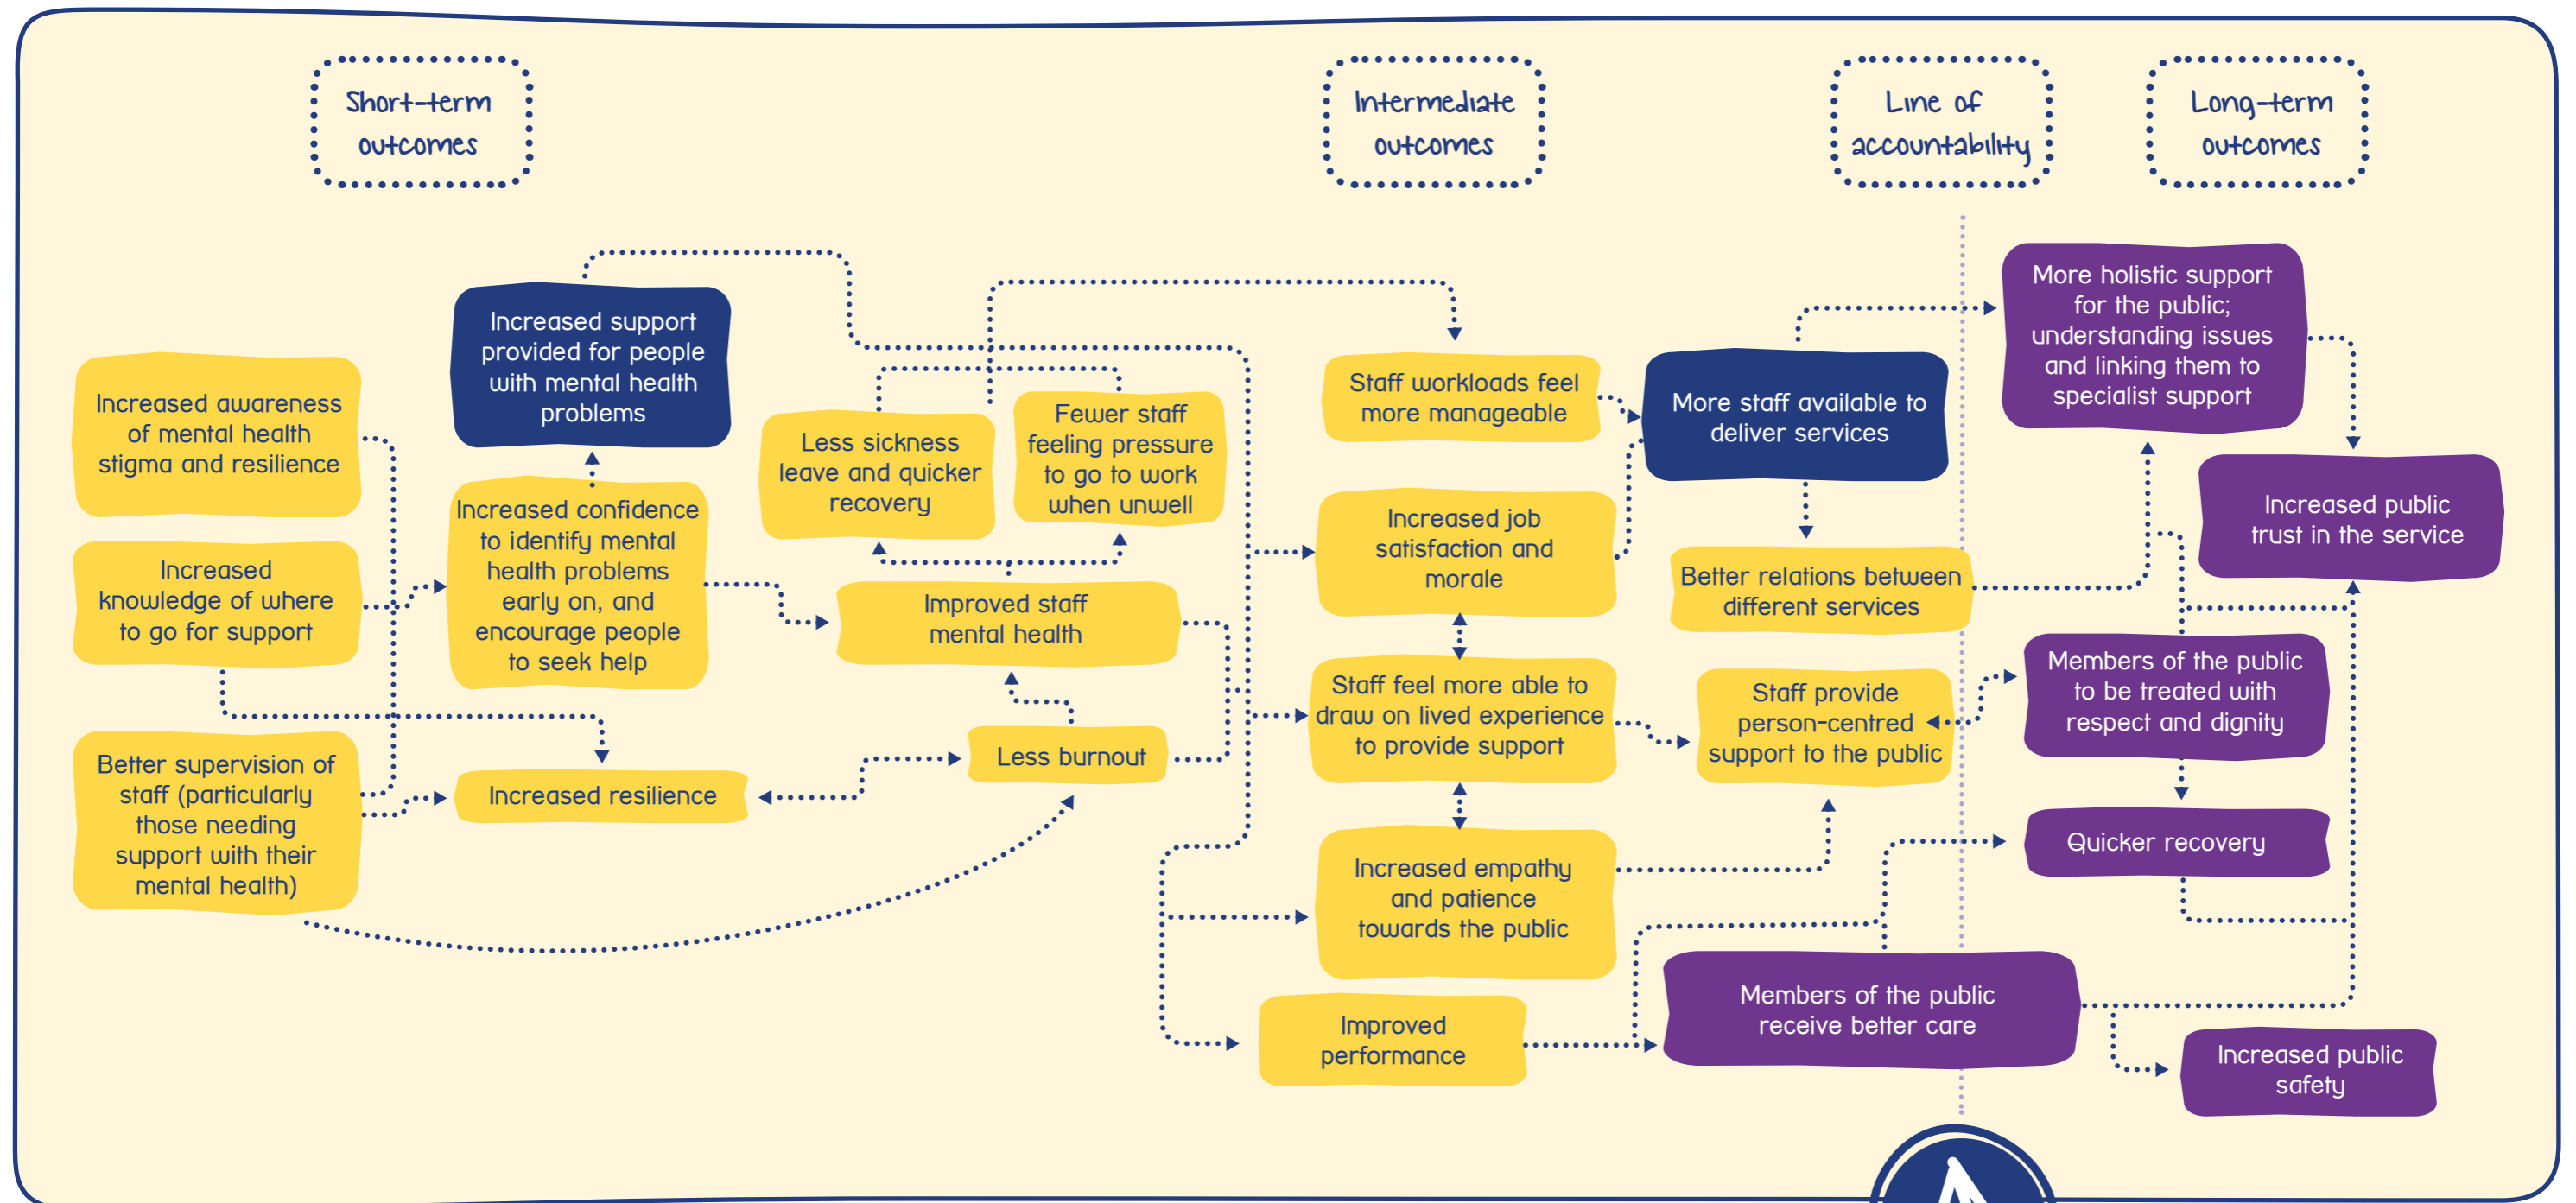 Short-term
outcomes
Intermediate
outcomes
Line of
accountability
Long-term
outcomes
Increased awareness
of mental health
stigma and resilience
Increased
knowledge of where
to go for support
Better supervision of
staff (particularly
those needing
support with their
mental health)
Increased support
provided for people
with mental health
problems
Increased confidence
to identify mental
health problems
early on, and
encourage people
to seek help
Increased resilience
Less sickness
leave and quicker
recovery
Fewer staff
feeling pressure
to go to work
when unwell
Improved staff
mental health
Less burnout
Staff workloads feel
more manageable
Increased job
satisfaction and
morale
Staff feel more able to
draw on lived experience
to provide support
Increased empathy
and patience
towards the public
Improved
performance
More staff available to
deliver services
Better relations between
different services
Staff provide
person-centred
support to the public
Members of the public
receive better care
More holistic support
for the public;
understanding issues
and linking them to
specialist support
Increased public
trust in the service
Members of the public
to be treated with
respect and dignity
Quicker recovery
Increased public
safety